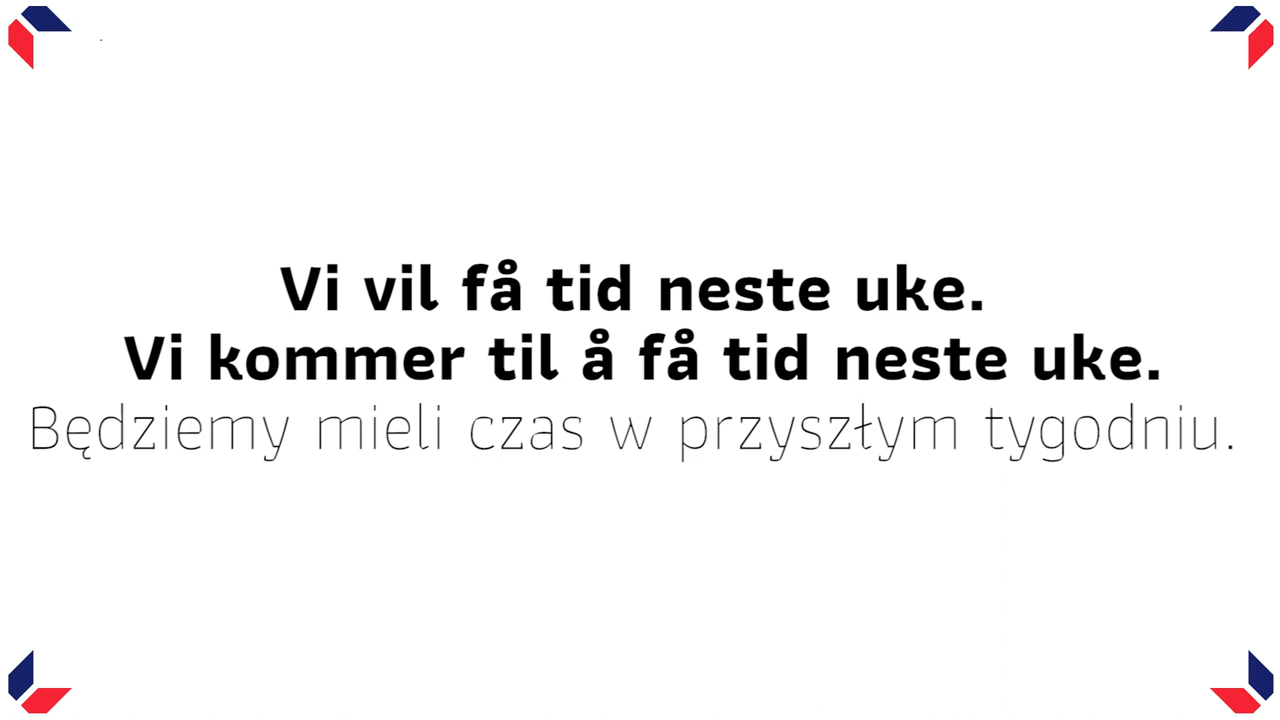 Vi vil få tid neste uke.
Vi kommer til å få tid neste uke.
Będziemy mieli czas w przyszłym tygodniu.